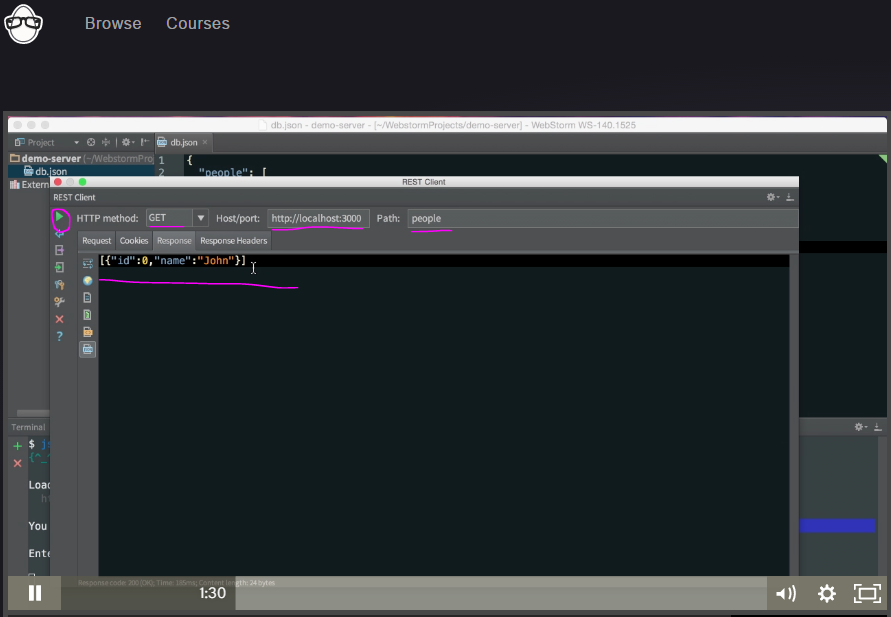 Browse Courses
db.json - demo-server - [~/WebstormProjects/demo-server] - WebStorm WS-140.1525
Project
db.json ×
demo-server (~/WebstormProj
db.json
Extern
1 {
2 "people": [
REST Client
REST Client
HTTP method: GET Host/port: http://localhost:3000 Path: people
Request Cookies Response Response Headers
[{"id":0,"name":"John"}]
Terminal
$ js
{^_^
Load
You
Ente
Response code: 200 (OK); Time: 185ms; Content length: 24 bytes
1:30